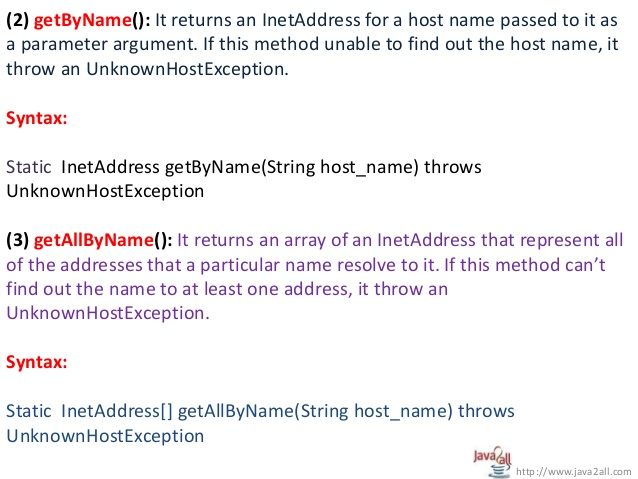 (2) getByName(): It returns an InetAddress for a host name passed to it as
a parameter argument. If this method unable to find out the host name, it
throw an UnknownHostException.
Syntax:
Static  InetAddress getByName(String host_name) throws
UnknownHostException
(3) getAllByName(): It returns an array of an InetAddress that represent all
of the addresses that a particular name resolve to it. If this method can’t
find out the name to at least one address, it throw an
UnknownHostException.
Syntax:
Static  InetAddress[] getAllByName(String host_name) throws
UnknownHostException
Java2all
http://www.java2all.com